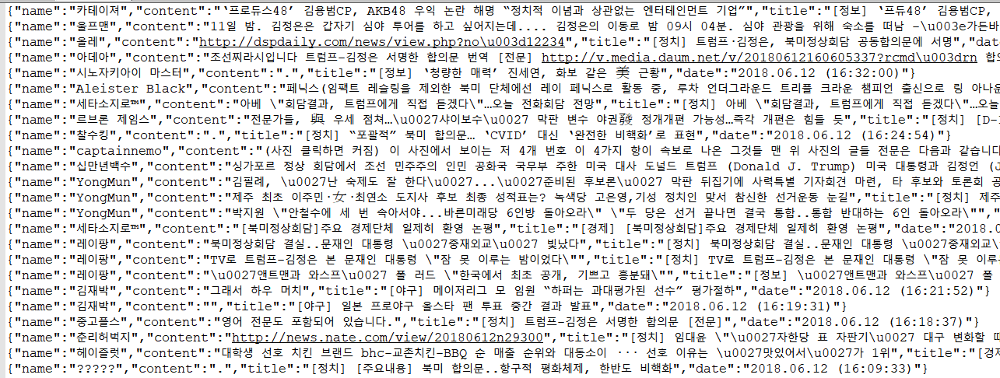 {"name":"카테이져","content":"‘프로듀스48’ 김용범CP, AKB48 우익 논란 해명 “정치적 이념과 상관없는 엔터테인먼트 기업”","title":"[정보] ‘프듀48’ 김용범CP,
{"name":"울프맨","content":"11일 밤. 김정은은 갑자기 심야 투어를 하고 싶어지는데.... 김정은의 이동로 밤 09시 04분. 심야 관광을 위해 숙소를 떠남 -\u003e가든바
{"name":"올레","content":"http://dspdaily.com/news/view.php?no\u003d12234","title":"[정치] 트럼프·김정은, 북미정상회담 공동합의문에 서명","dat
{"name":"아데아","content":"조선찌라시입니다 트럼프-김정은 서명한 합의문 번역 [전문] http://v.media.daum.net/v/20180612160605337?rcmd\u003drn 합의
{"name":"시노자키아이 마스터","content":".","title":"[정보] ‘청량한 매력’ 진세연, 화보 같은 美 근황","date":"2018.06.12 (16:32:00)"}
{"name":"Aleister Black","content":"페닉스(임팩트 레슬링을 제외한 북미 단체에선 레이 페닉스로 활동 중, 루차 언더그라운드 트리플 크라운 챔피언 출신으로 링 아나운
{"name":"세타소지로™","content":"아베 \"회담결과, 트럼프에게 직접 듣겠다\"…오늘 전화회담 전망","title":"[정치] 아베 \"회담결과, 트럼프에게 직접 듣겠다\"…오늘
{"name":"르브론 제임스","content":"전문가들, 與 우세 점쳐…\u0027샤이보수\u0027 막판 변수 야권發 정개개편 가능성…즉각 개편은 힘들 듯","title":"[정치] [D-1
{"name":"찰수킹","content":".","title":"[정치] “포괄적” 북미 합의문… ‘CVID’ 대신 ‘완전한 비핵화’로 표현","date":"2018.06.12 (16:24:54)"}
{"name":"captainnemo","content":"(사진 클릭하면 커짐) 이 사진에서 보이는 저 4개 번호 이 4가지 항이 속보로 나온 그것들 맨 위 사진의 글들 전문은 다음과 같습니다
{"name":"십만년백수","content":"싱가포르 정상 회담에서 조선 민주주의 인민 공화국 국무부 주한 미국 대사 도널드 트럼프 (Donald J. Trump) 미국 대통령과 김정언 (J
{"name":"YongMun","content":"김필례, \u0027난 숙제도 잘 한다\u0027...\u0027준비된 후보론\u0027 막판 뒤집기에 사력특별 기자회견 마련, 타 후보와 토론회 공
{"name":"YongMun","content":"제주 최초 이주민·女·최연소 도지사 후보 최종 성적표는? 녹색당 고은영,기성 정치인 맞서 참신한 선거운동 눈길","title":"[정치] 제주
{"name":"YongMun","content":"박지원 \"안철수에 세 번 속아서야...바른미래당 6인방 돌아오라\" \"두 당은 선거 끝나면 결국 통합..통합 반대하는 6인 돌아오라\"","
{"name":"세타소지로™","content":"[북미정상회담]주요 경제단체 일제히 환영 논평","title":"[경제] [북미정상회담]주요 경제단체 일제히 환영 논평","date":"2018.0
{"name":"레이팡","content":"북미정상회담 결실..문재인 대통령 \u0027중재외교\u0027 빛났다","title":"[정치] 북미정상회담 결실..문재인 대통령 \u0027중재외교\u
{"name":"레이팡","content":"TV로 트럼프-김정은 본 문재인 대통령 \"잠 못 이루는 밤이었다\"","title":"[정치] TV로 트럼프-김정은 본 문재인 대통령 \"잠 못 이루
{"name":"레이팡","content":"\u0027앤트맨과 와스프\u0027 폴 러드 \"한국에서 최초 공개, 기쁘고 흥분돼\"","title":"[정보] \u0027앤트맨과 와스프\u0027 폴
{"name":"김재박","content":"그래서 하우 머치","title":"[야구] 메이저리그 모 임원 “하퍼는 과대평가된 선수” 평가절하","date":"2018.06.12 (16:21:52)"}
{"name":"김재박","content":"","title":"[야구] 일본 프로야구 올스타 팬 투표 중간 결과 발표","date":"2018.06.12 (16:19:31)"}
{"name":"중고플스","content":"영어 전문도 포함되어 있습니다.","title":"[정치] 트럼프-김정은 서명한 합의문 [전문]","date":"2018.06.12 (16:18:37)"}
{"name":"춘리허벅지","content":"http://news.nate.com/view/20180612n29300","title":"[정치] 임대윤 \"\u0027자한당 표 자판기\u0027 대구 변화할 때
{"name":"헤이즐럿","content":"대학생 선호 치킨 브랜드 bhc-교촌치킨-BBQ 순 매출 순위와 대동소이 ··· 선호 이유는 \u0027맛있어서\u0027가 1위","title":"[경제
{"name":"?????","content":".","title":"[정치] [주요내용] 북미 합의문..항구적 평화체제, 한반도 비핵화","date":"2018.06.12 (16:09:33)"}